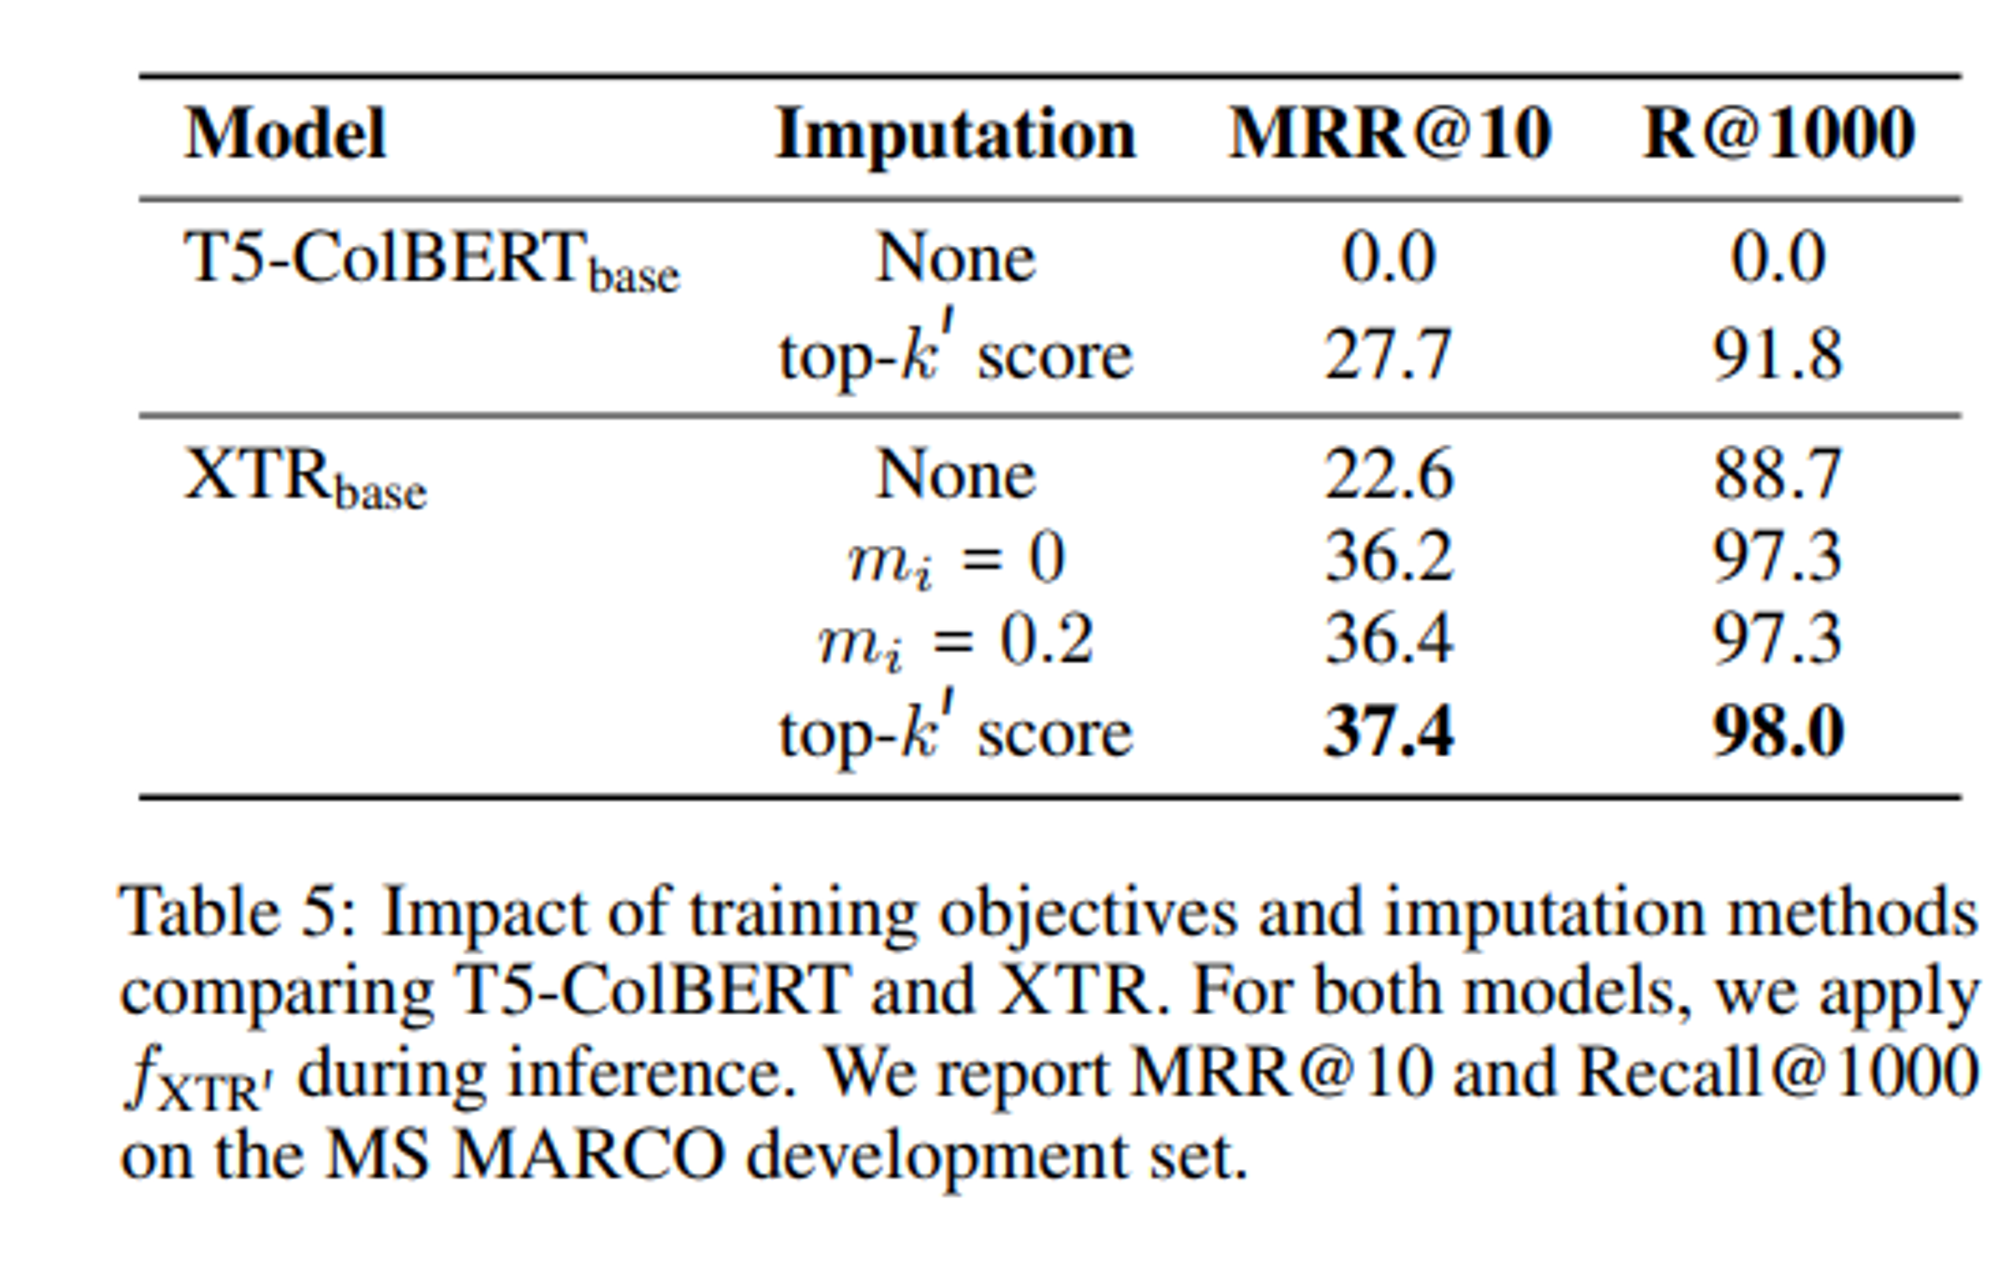 Model Imputation MRR@10 R@1000
T5-ColBERTbase None 0.0 0.0
top-k′ score 27.7 91.8
XTRbase None 22.6 88.7
mi = 0 36.2 97.3
mi = 0.2 36.4 97.3
top-k′ score 37.4 98.0
Table 5: Impact of training objectives and imputation methods
comparing T5-ColBERT and XTR. For both models, we apply
fXTR′ during inference. We report MRR@10 and Recall@1000
on the MS MARCO development set.